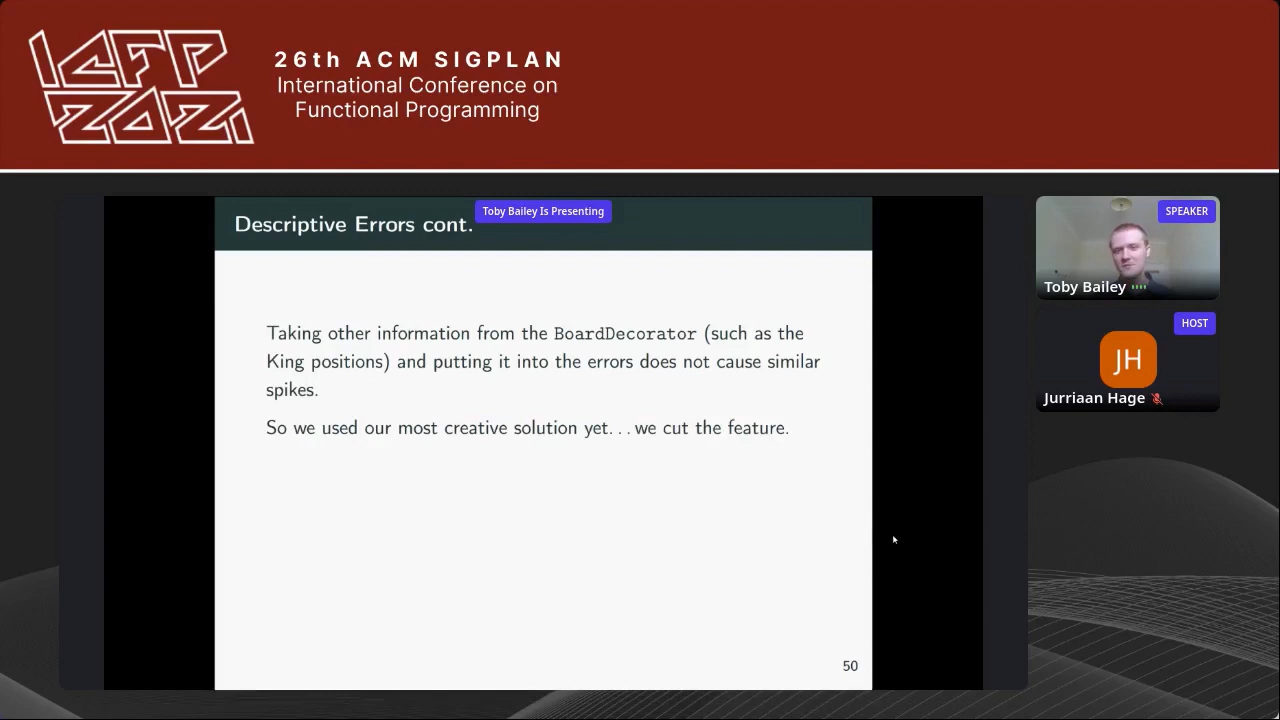 ICFP
2021
26th ACM SIGPLAN
International Conference on
Functional Programming
Descriptive Errors cont.
Toby Bailey Is Presenting
Taking other information from the BoardDecorator (such as the
King positions) and putting it into the errors does not cause similar
spikes.
So we used our most creative solution yet...we cut the feature.
50
SPEAKER
Toby Bailey
HOST
JH
Jurriaan Hage